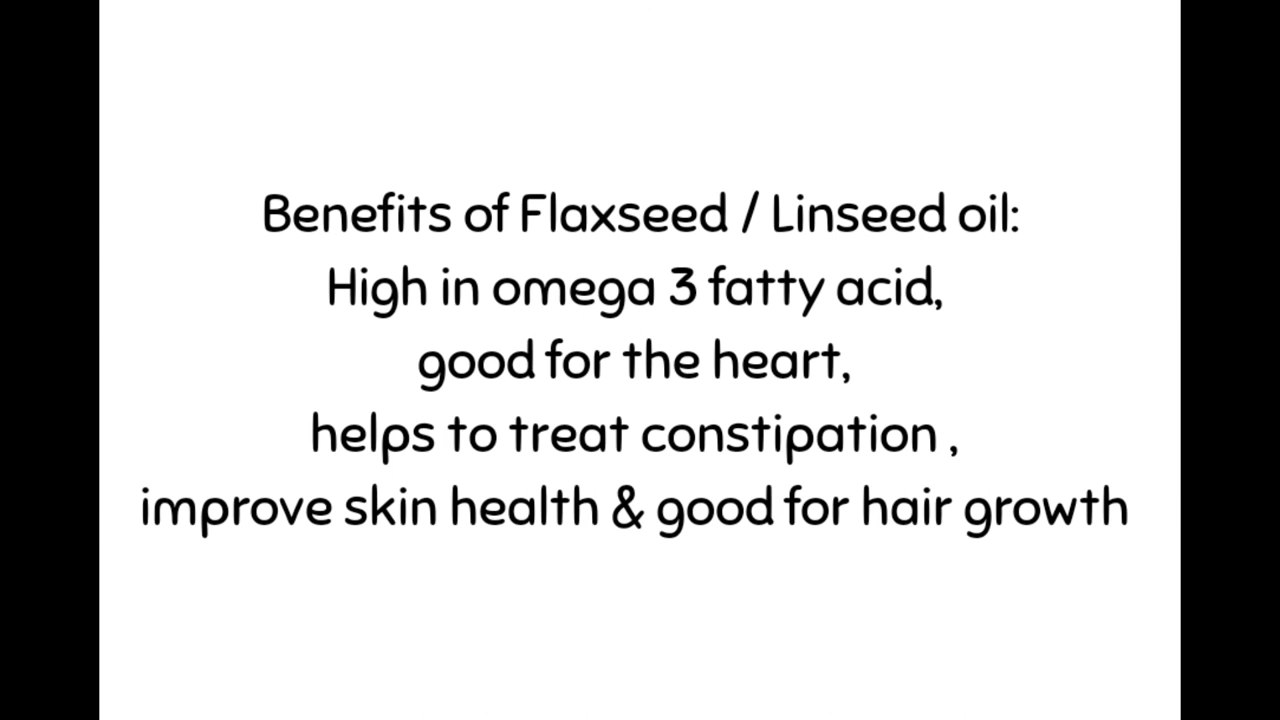 Benefits of Flaxseed / Linseed oil:
High in omega 3 fatty acid,
good for the heart,
helps to treat constipation ,
improve skin health & good for hair growth